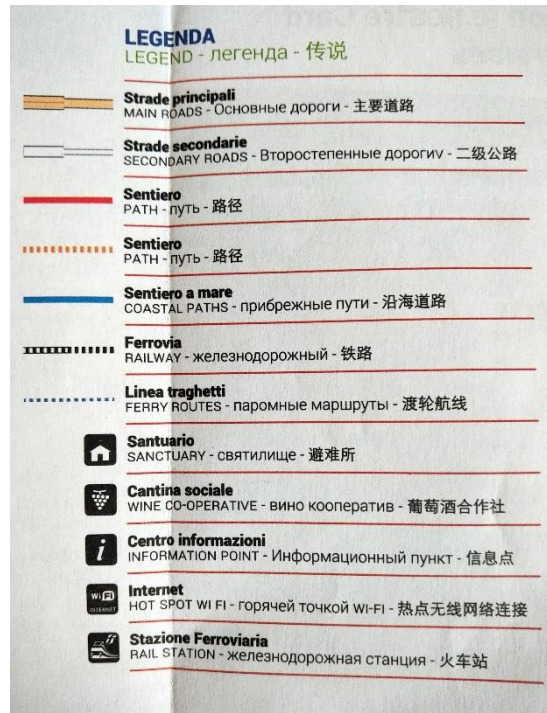 LEGENDA
LEGEND - легенда - 传说
Strade principali
MAIN ROADS - Основные дороги - 主要道路
Strade secondarie
SECONDARY ROADS - Второстепенные дорогиv - 二级公路
Sentiero
PATH - путь - 路径
Sentiero
PATH - путь - 路径
Sentiero a mare
COASTAL PATHS - прибрежные пути - 沿海道路
Ferrovia
RAILWAY - железнодорожный - 铁路
Linea traghetti
FERRY ROUTES - паромные маршруты - 渡轮航线
Santuario
SANCTUARY - святилище - 避难所
Cantina sociale
WINE CO-OPERATIVE - вино кооператив - 葡萄酒合作社
i
Centro informazioni
INFORMATION POINT - Информационный пункт - 信息点
WiFi
INTERNET
Internet
HOT SPOT WI FI - горячей точкой WI-FI - 热点无线网络连接
Stazione Ferroviaria
RAIL STATION - железнодорожная станция - 火车站